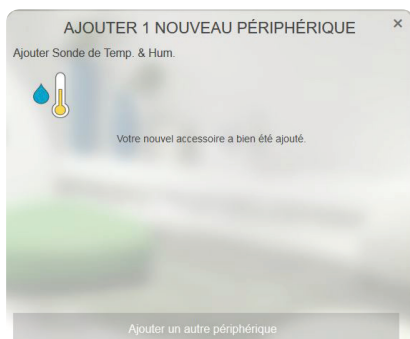 AJOUTER 1 NOUVEAU PÉRIPHÉRIQUE ×
Ajouter Sonde de Temp. & Hum.
Votre nouvel accessoire a bien été ajouté.
Ajouter un autre périphérique